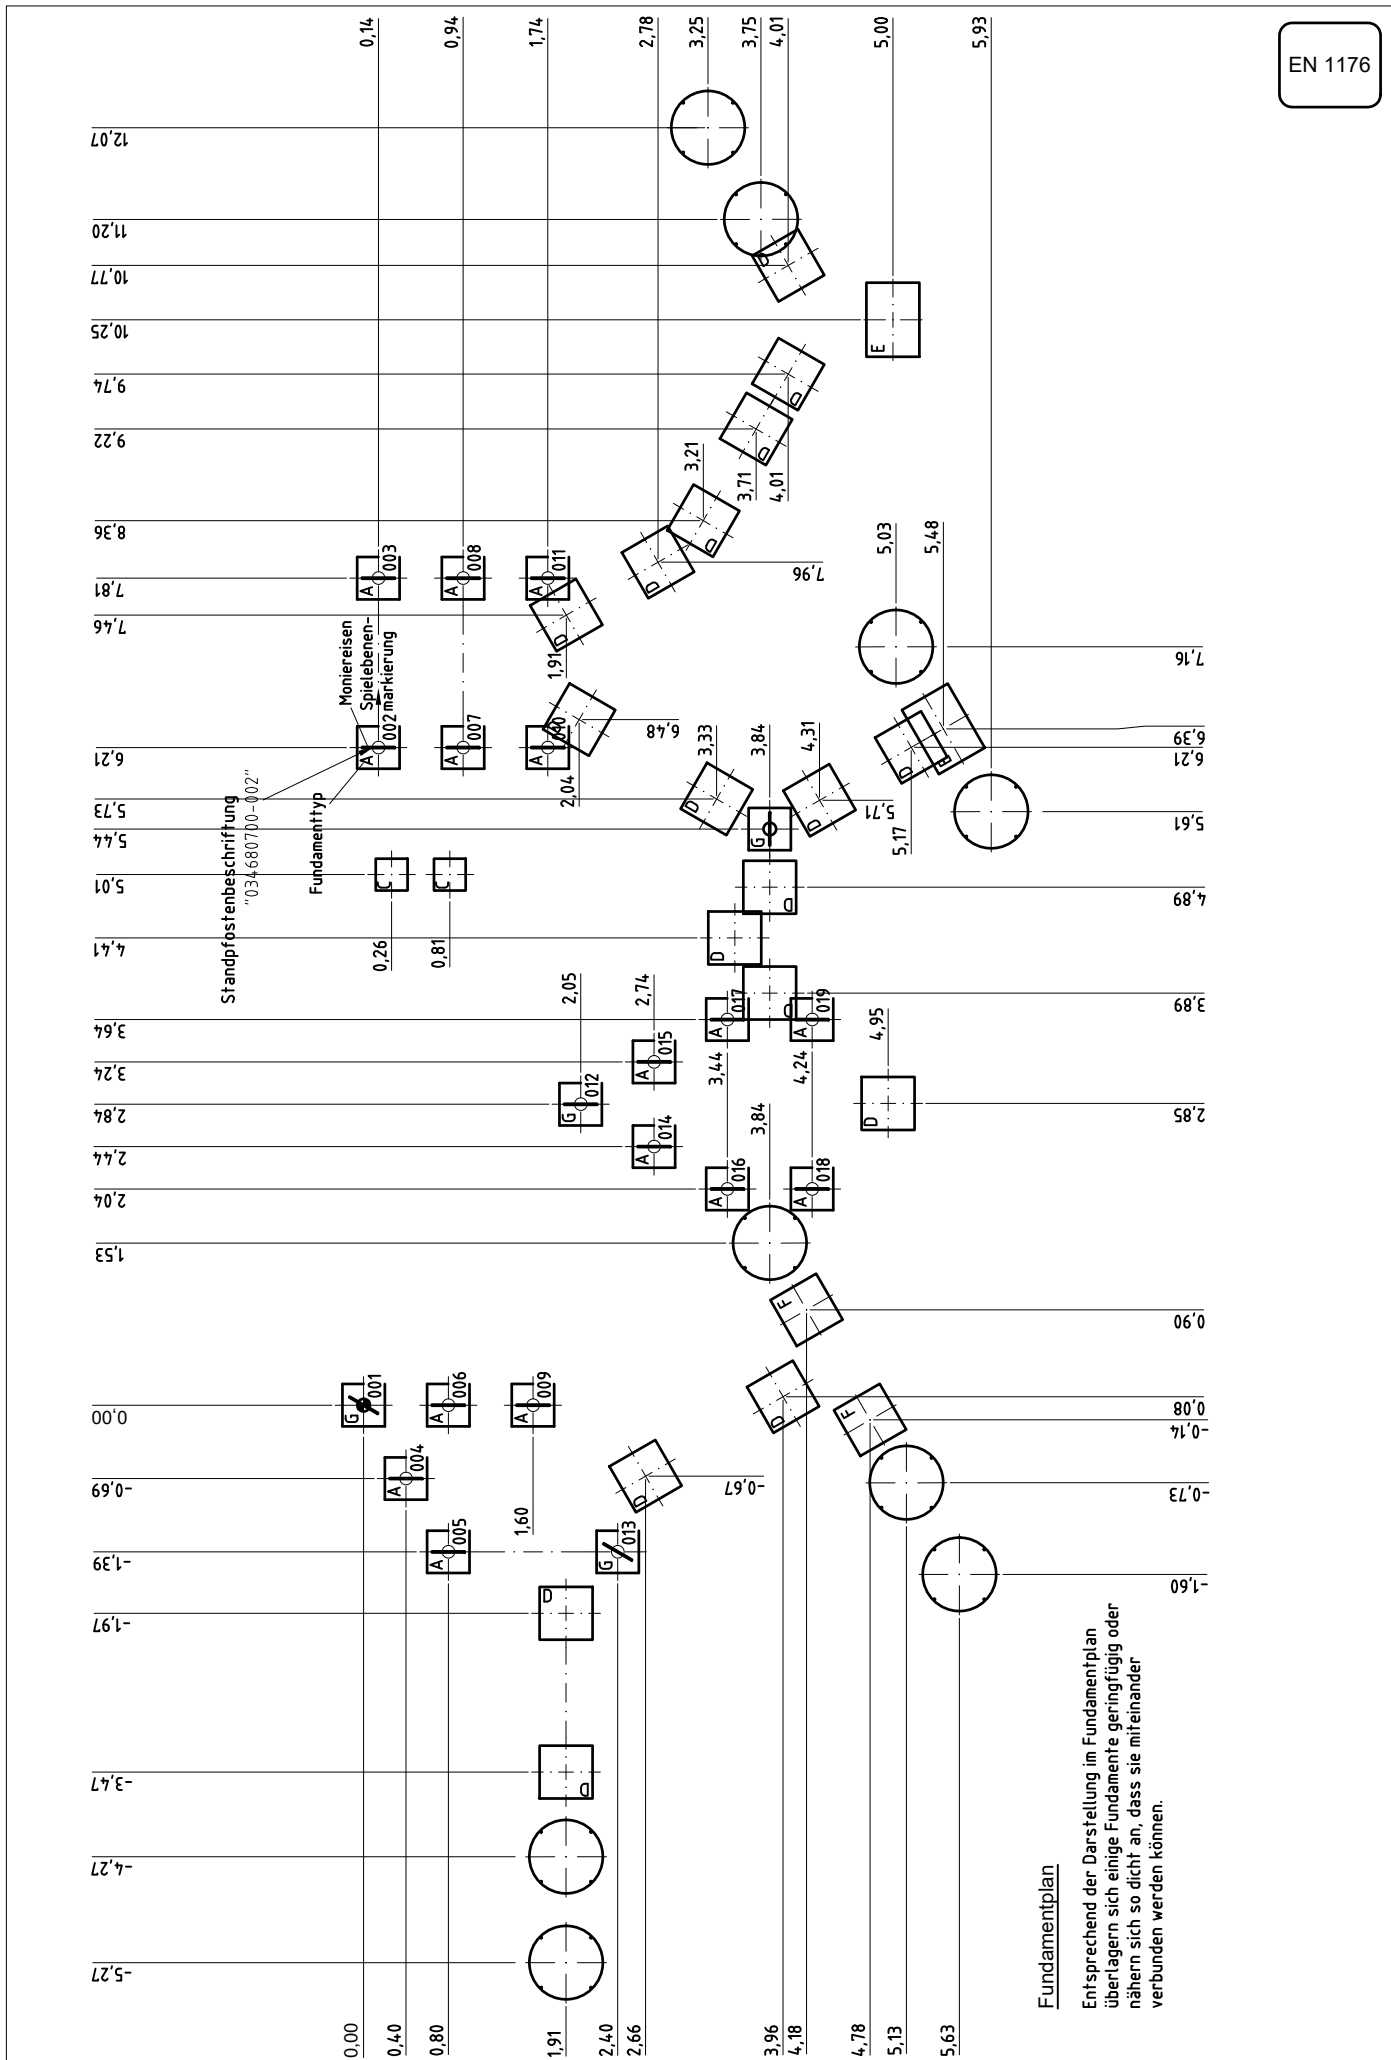 EN 1176
0,14
0,94
1,74
2,78
3,25
3,75
4,01
5,00
5,93
12,07
11,20
10,77
10,25
9,74
9,22
8,36
7,81
7,46
6,21
5,73
5,44
5,01
4,41
3,64
3,24
2,84
2,44
2,04
1,53
0,00
-0,69
-1,39
-1,97
-3,47
-4,27
-5,27
D
E
D
D
3,21
3,71
4,01
D
D
7,96
A 003
A 008
A 011
D
1,91
5,03
5,48
7,16
Moniereisen
Spielebenen-
markierung
A 002
A 007
A
D
2,04
6,48
Standpfostenbeschriftung
"034680700-002"
Fundamenttyp
3,33
3,84
4,31
D
D
5,71
G
D
E
5,17
6,39
6,21
5,61
C
C
0,26
0,81
D
4,89
D
D
3,89
2,05
2,74
A 017
A 019
A 015
G 012
A 014
3,44
4,24
4,95
D
2,85
3,84
A 016
A 018
F
0,90
G 001
A 006
A 009
A 004
A 005
1,60
G 013
D
-0,67
D
0,08
F
-0,14
-0,73
-1,60
D
D
0,00
0,40
0,80
1,91
2,40
2,66
3,96
4,18
4,78
5,13
5,63
Fundamentplan
Entsprechend der Darstellung im Fundamentplan
überlagern sich einige Fundamente geringfügig oder
nähern sich so dicht an, dass sie miteinander
verbunden werden können.